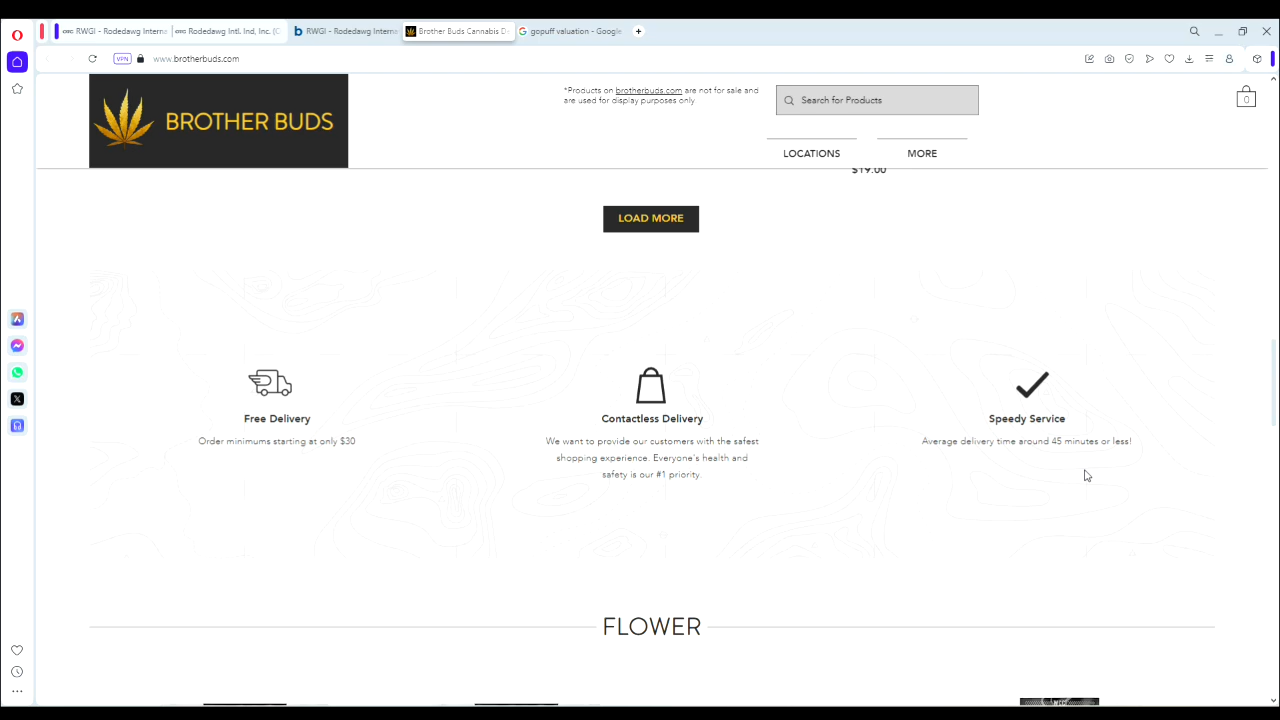 RWGI - Rodedawg Interna
Rodedawg Intl. Ind, Inc. (C
RWGI - Rodedawg Interna
Brother Buds Cannabis D
gopuff valuation - Google
VPN
www.brotherbuds.com
BROTHER BUDS
*Products on brotherbuds.com are not for sale and
are used for display purposes only
Search for Products
0
LOCATIONS
MORE
$19.00
LOAD MORE
Free Delivery
Order minimums starting at only $30
Contactless Delivery
We want to provide our customers with the safest
shopping experience. Everyone's health and
safety is our #1 priority.
Speedy Service
Average delivery time around 45 minutes or less!
FLOWER